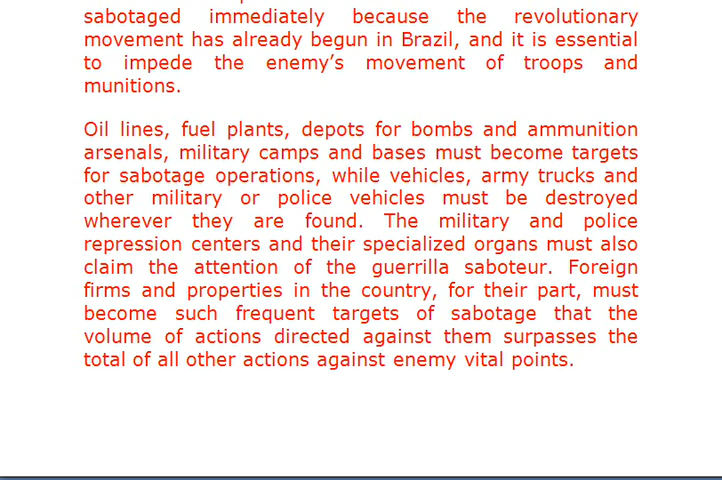 sabotaged immediately because the revolutionary
movement has already begun in Brazil, and it is essential
to impede the enemy’s movement of troops and
munitions.
Oil lines, fuel plants, depots for bombs and ammunition
arsenals, military camps and bases must become targets
for sabotage operations, while vehicles, army trucks and
other military or police vehicles must be destroyed
wherever they are found. The military and police
repression centers and their specialized organs must also
claim the attention of the guerrilla saboteur. Foreign
firms and properties in the country, for their part, must
become such frequent targets of sabotage that the
volume of actions directed against them surpasses the
total of all other actions against enemy vital points.